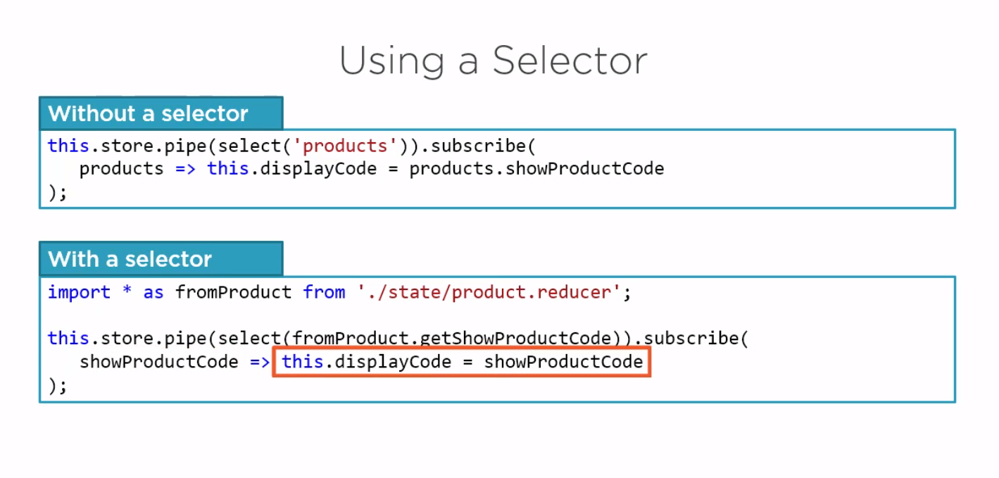 Using a Selector
Without a selector
this.store.pipe(select('products')).subscribe(
   products => this.displayCode = products.showProductCode
);
With a selector
import * as fromProduct from './state/product.reducer';
this.store.pipe(select(fromProduct.getShowProductCode)).subscribe(
   showProductCode => this.displayCode = showProductCode
);